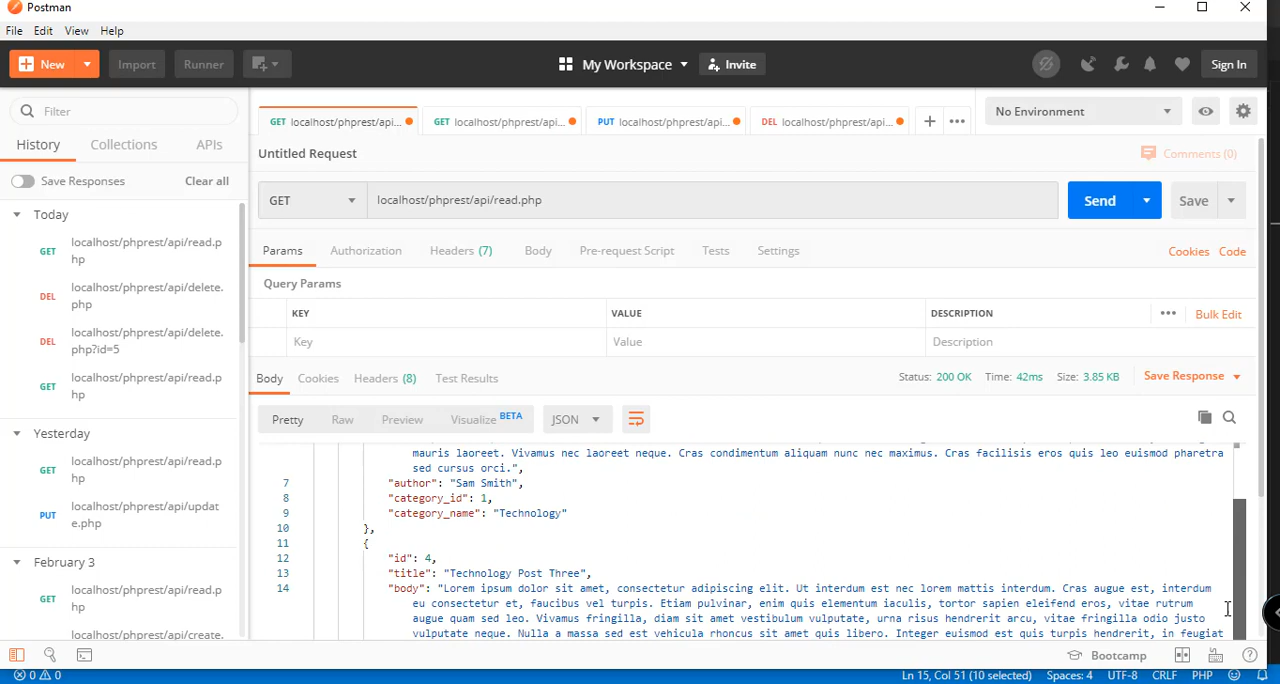 Postman
File Edit View Help
New Import Runner My Workspace Invite Sign In
Filter
History Collections APIs
Save Responses Clear all
Today
GET localhost/phprest/api/read.p
hp
DEL localhost/phprest/api/delete.
php
DEL localhost/phprest/api/delete.
php?id=5
GET localhost/phprest/api/read.p
hp
Yesterday
GET localhost/phprest/api/read.p
hp
PUT localhost/phprest/api/updat
e.php
February 3
GET localhost/phprest/api/read.p
hp
localhost/phprest/api/create.
GET localhost/phprest/api... GET localhost/phprest/api... PUT localhost/phprest/api... DEL localhost/phprest/api... + ••• No Environment
Untitled Request Comments (0)
GET localhost/phprest/api/read.php Send Save
Params Authorization Headers (7) Body Pre-request Script Tests Settings Cookies Code
Query Params
KEY VALUE DESCRIPTION ••• Bulk Edit
Key Value Description
Body Cookies Headers (8) Test Results Status: 200 OK Time: 42ms Size: 3.85 KB Save Response
Pretty Raw Preview Visualize BETA JSON
mauris laoreet. Vivamus nec laoreet neque. Cras condimentum aliquam nunc nec maximus. Cras facilisis eros quis leo euismod pharetra
sed cursus orci.",
7 "author": "Sam Smith",
8 "category_id": 1,
9 "category_name": "Technology"
10 },
11 {
12 "id": 4,
13 "title": "Technology Post Three",
14 "body": "Lorem ipsum dolor sit amet, consectetur adipiscing elit. Ut interdum est nec lorem mattis interdum. Cras augue est, interdum
eu consectetur et, faucibus vel turpis. Etiam pulvinar, enim quis elementum iaculis, tortor sapien eleifend eros, vitae rutrum
augue quam sed leo. Vivamus fringilla, diam sit amet vestibulum vulputate, urna risus hendrerit arcu, vitae fringilla odio justo
vulputate neque. Nulla a massa sed est vehicula rhoncus sit amet quis libero. Integer euismod est quis turpis hendrerit, in feugiat
Bootcamp
0 0 Ln 15, Col 51 (10 selected) Spaces: 4 UTF-8 CRLF PHP